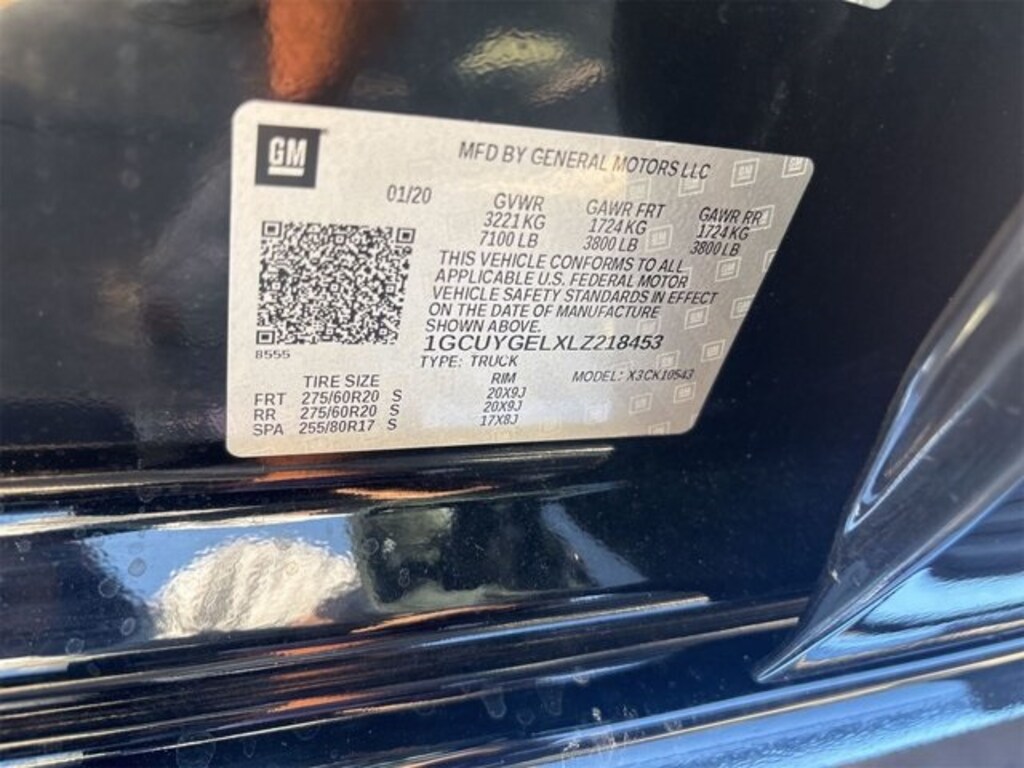 GM
MFD BY GENERAL MOTORS LLC
01/20
GVWR GAWR FRT GAWR RR
3221 KG 1724 KG 1724 KG
7100 LB 3800 LB 3800 LB
THIS VEHICLE CONFORMS TO ALL
APPLICABLE U.S. FEDERAL MOTOR
VEHICLE SAFETY STANDARDS IN EFFECT
ON THE DATE OF MANUFACTURE
SHOWN ABOVE.
1GCUYGELXLZ218453
8555
TYPE: TRUCK MODEL: X3CK10543
TIRE SIZE RIM
FRT 275/60R20 S 20X9J
RR 275/60R20 S 20X9J
SPA 255/80R17 S 17X8J